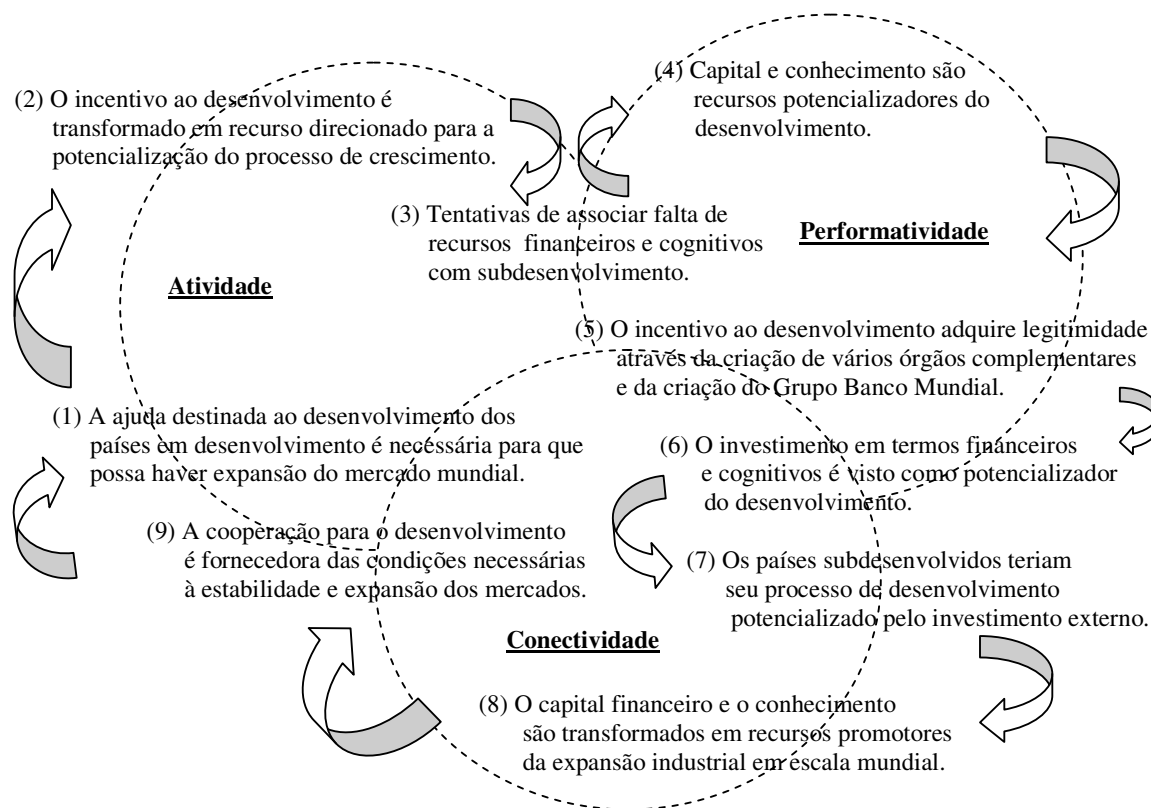 (4) Capital e conhecimento são
recursos potencializadores do
desenvolvimento.
(2) O incentivo ao desenvolvimento é
transformado em recurso direcionado para a
potencialização do processo de crescimento.
(3) Tentativas de associar falta de
recursos financeiros e cognitivos
com subdesenvolvimento.
Performatividade
Atividade
(5) O incentivo ao desenvolvimento adquire legitimidade
através da criação de vários órgãos complementares
e da criação do Grupo Banco Mundial.
(1) A ajuda destinada ao desenvolvimento dos
países em desenvolvimento é necessária para que
possa haver expansão do mercado mundial.
(6) O investimento em termos financeiros
e cognitivos é visto como potencializador
do desenvolvimento.
(9) A cooperação para o desenvolvimento
é fornecedora das condições necessárias
à estabilidade e expansão dos mercados.
(7) Os países subdesenvolvidos teriam
seu processo de desenvolvimento
potencializado pelo investimento externo.
Conectividade
(8) O capital financeiro e o conhecimento
são transformados em recursos promotores
da expansão industrial em escala mundial.